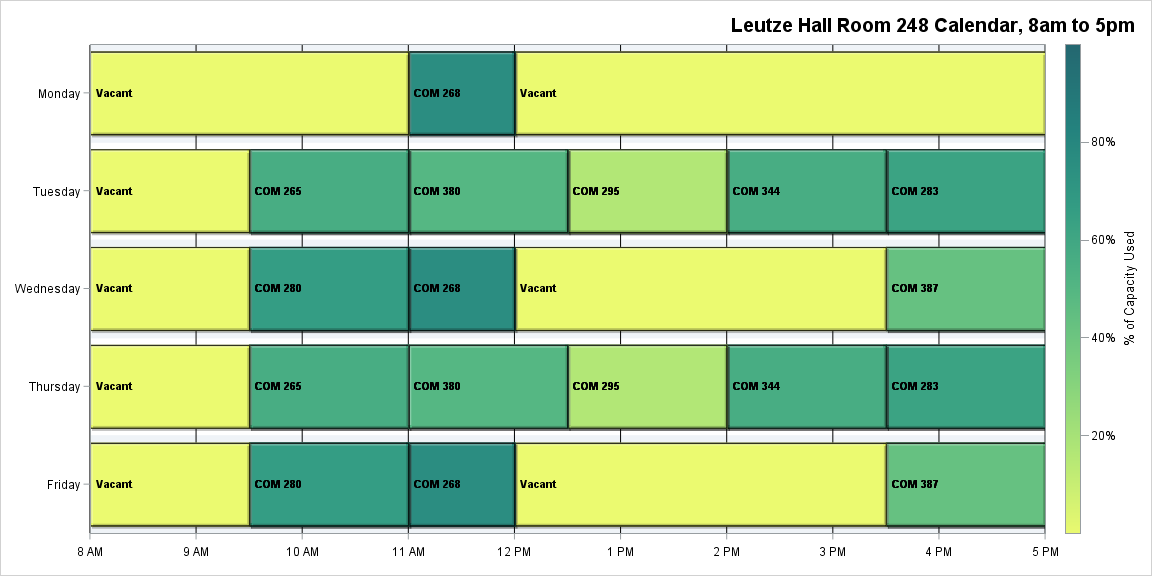 Leutze Hall Room 248 Calendar, 8am to 5pm
Monday
Vacant
COM 268
Vacant
Tuesday
Vacant
COM 265
COM 380
COM 295
COM 344
COM 283
Wednesday
Vacant
COM 280
COM 268
Vacant
COM 387
Thursday
Vacant
COM 265
COM 380
COM 295
COM 344
COM 283
Friday
Vacant
COM 280
COM 268
Vacant
COM 387
8 AM
9 AM
10 AM
11 AM
12 PM
1 PM
2 PM
3 PM
4 PM
5 PM
80%
60%
40%
20%
% of Capacity Used